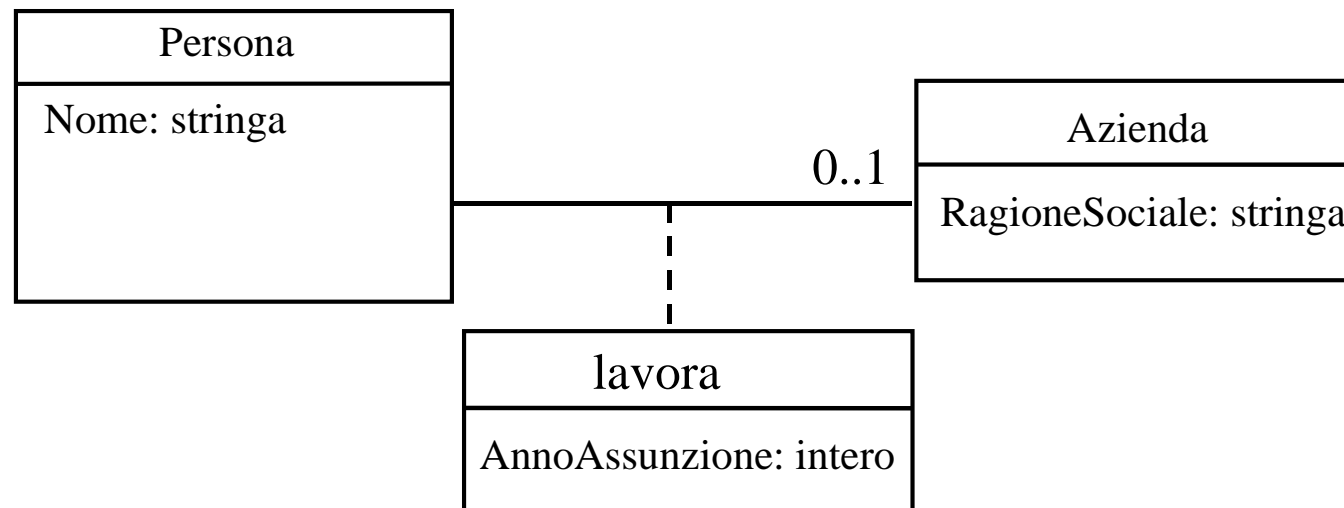 Persona
Nome: stringa
0..1
Azienda
RagioneSociale: stringa
lavora
AnnoAssunzione: intero